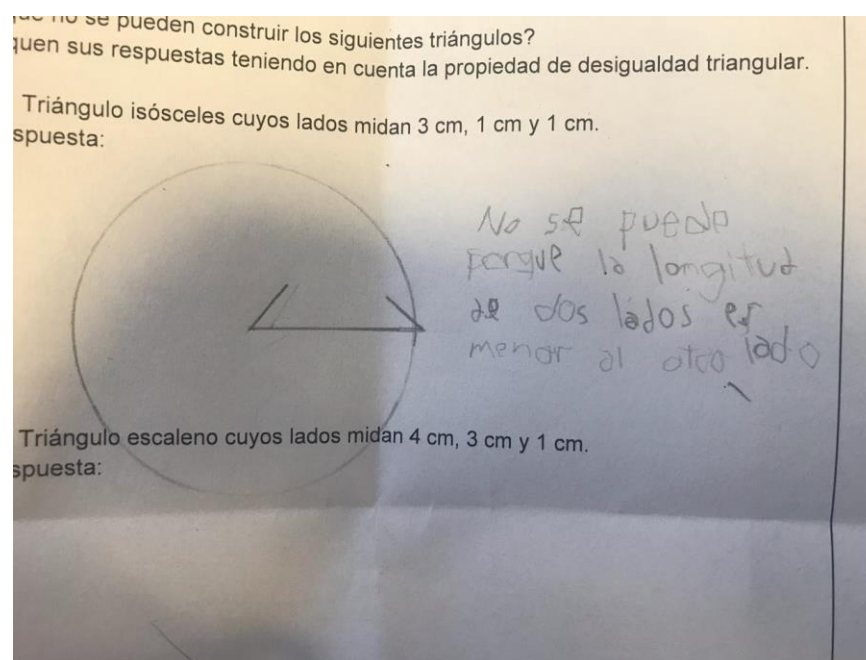 no se pueden construir los siguientes triángulos?
quen sus respuestas teniendo en cuenta la propiedad de desigualdad triangular.
Triángulo isósceles cuyos lados midan 3 cm, 1 cm y 1 cm.
spuesta:
No se puede
porque la longitud
de dos lados es
menor al otro lado
Triángulo escaleno cuyos lados midan 4 cm, 3 cm y 1 cm.
spuesta: